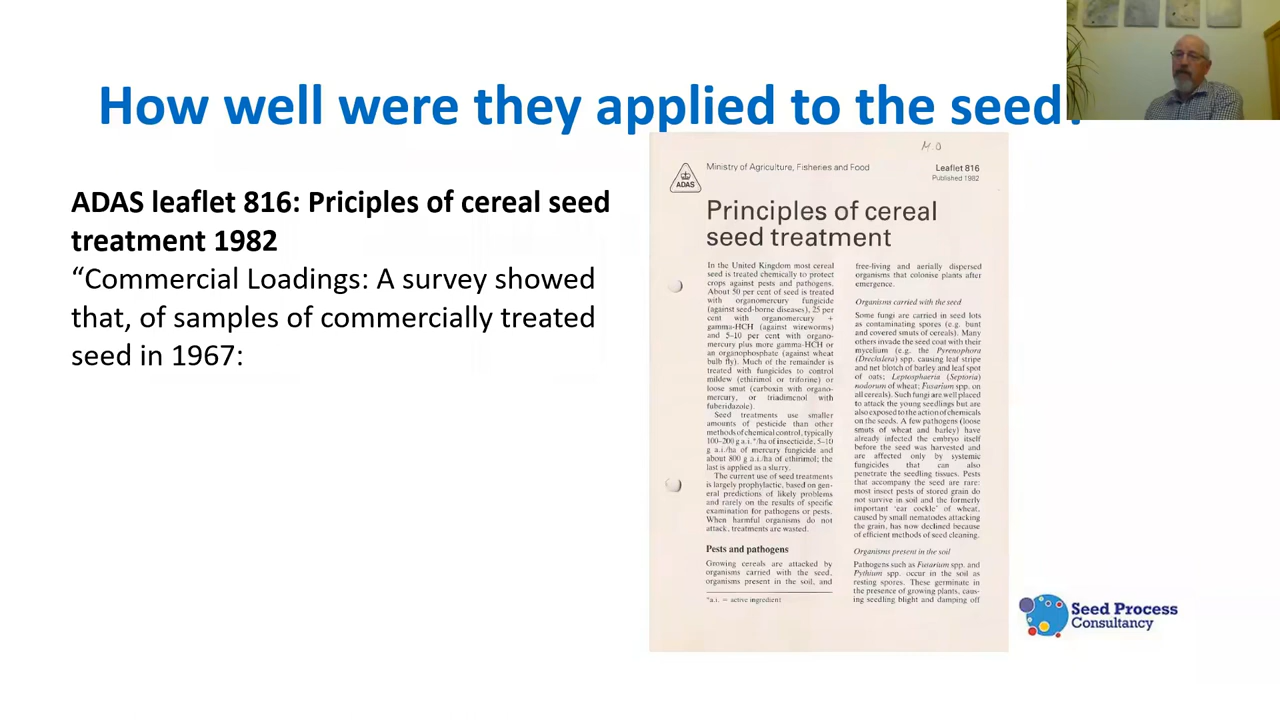 How well were they applied to the seed?
ADAS leaflet 816: Priciples of cereal seed
treatment 1982
“Commercial Loadings: A survey showed
that, of samples of commercially treated
seed in 1967:
M.O
ADAS
Ministry of Agriculture, Fisheries and Food
Leaflet 816
Published 1982
Principles of cereal
seed treatment
In the United Kingdom most cereal
seed is treated chemically to protect
crops against pests and pathogens.
About 50 per cent of seed is treated
with organomercury fungicide
(against seed-borne diseases), 25 per
cent with organomercury +
gamma-HCH (against wireworms)
and 5-10 per cent with organo-
mercury plus more gamma-HCH or
an organophosphate (against wheat
bulb fly). Much of the remainder is
treated with fungicides to control
mildew (ethirimol or triforine) or
loose smut (carboxin with organo-
mercury, or triadimenol with
fuberidazole).
Seed treatments use smaller
amounts of pesticide than other
methods of chemical control, typically
100-200 g a.i.*/ha of insecticide, 5-10
g a.i./ha of mercury fungicide and
about 800 g a.i./ha of ethirimol; the
last is applied as a slurry.
The current use of seed treatments
is largely prophylactic, based on gen-
eral predictions of likely problems
and rarely on the results of specific
examination for pathogens or pests.
When harmful organisms do not
attack, treatments are wasted.
Pests and pathogens
Growing cereals are attacked by
organisms carried with the seed,
organisms present in the soil, and
*a.i. = active ingredient
free-living and aerially dispersed
organisms that colonise plants after
emergence.
Organisms carried with the seed
Some fungi are carried in seed lots
as contaminating spores (e.g. bunt
and covered smuts of cereals). Many
others invade the seed coat with their
mycelium (e.g. the Pyrenophora
(Drechslera) spp. causing leaf stripe
and net blotch of barley and leaf spot
of oats; Leptosphaeria (Septoria)
nodorum of wheat; Fusarium spp. on
all cereals). Such fungi are well placed
to attack the young seedlings but are
also exposed to the action of chemicals
on the seeds. A few pathogens (loose
smuts of wheat and barley) have
already infected the embryo itself
before the seed was harvested and
are affected only by systemic
fungicides that can also
penetrate the seedling tissues. Pests
that accompany the seed are rare:
most insect pests of stored grain do
not survive in soil and the formerly
important 'ear cockle' of wheat,
caused by small nematodes attacking
the grain, has now declined because
of efficient methods of seed cleaning.
Organisms present in the soil
Pathogens such as Fusarium spp. and
Pythium spp. occur in the soil as
resting spores. These germinate in
the presence of growing plants, caus-
ing seedling blight and damping off
Seed Process
Consultancy